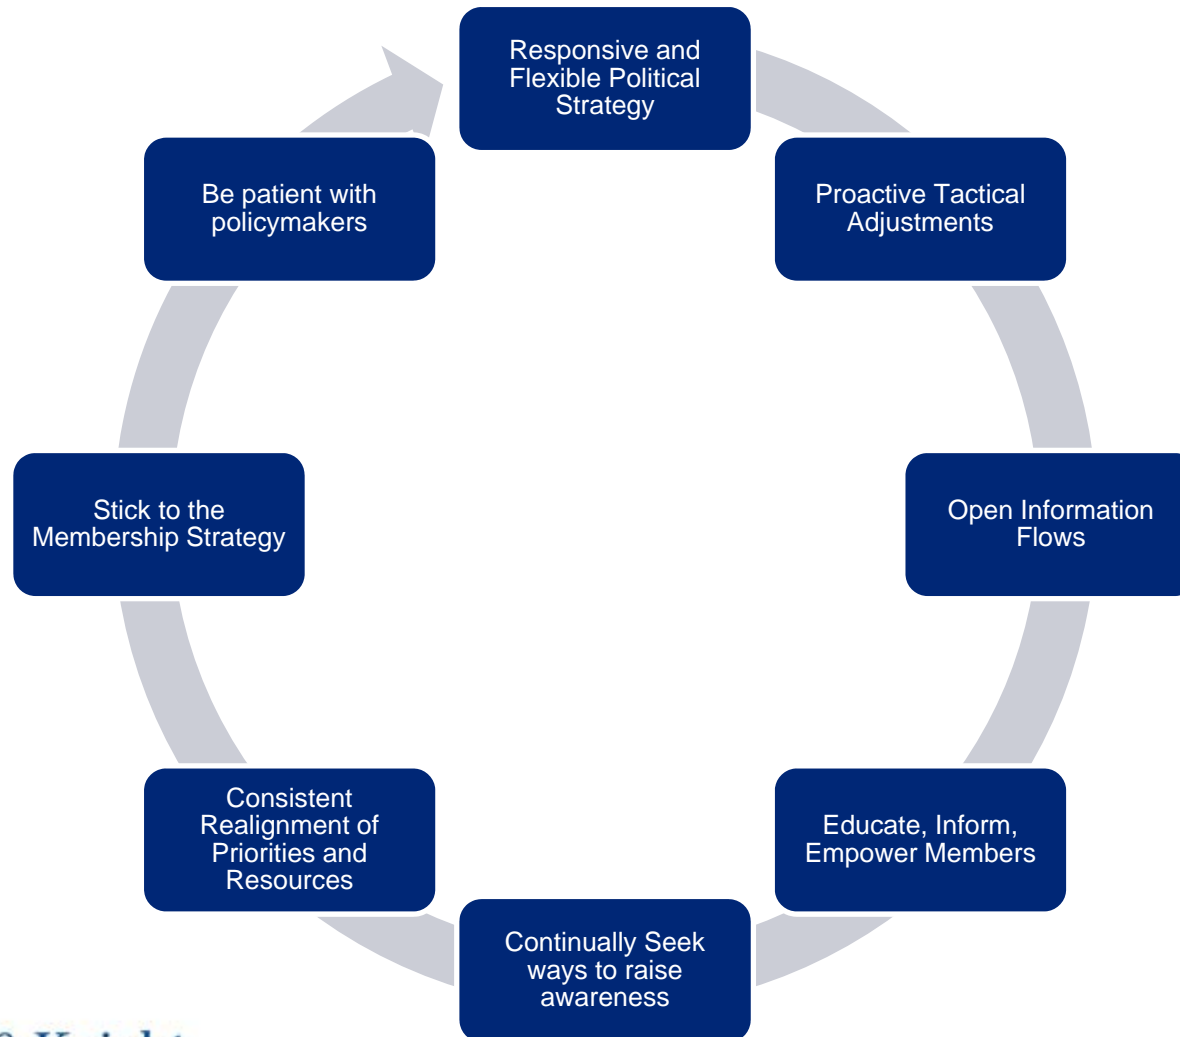 Responsive and
Flexible Political
Strategy
Proactive Tactical
Adjustments
Open Information
Flows
Educate, Inform,
Empower Members
Continually Seek
ways to raise
awareness
Consistent
Realignment of
Priorities and
Resources
Stick to the
Membership Strategy
Be patient with
policymakers